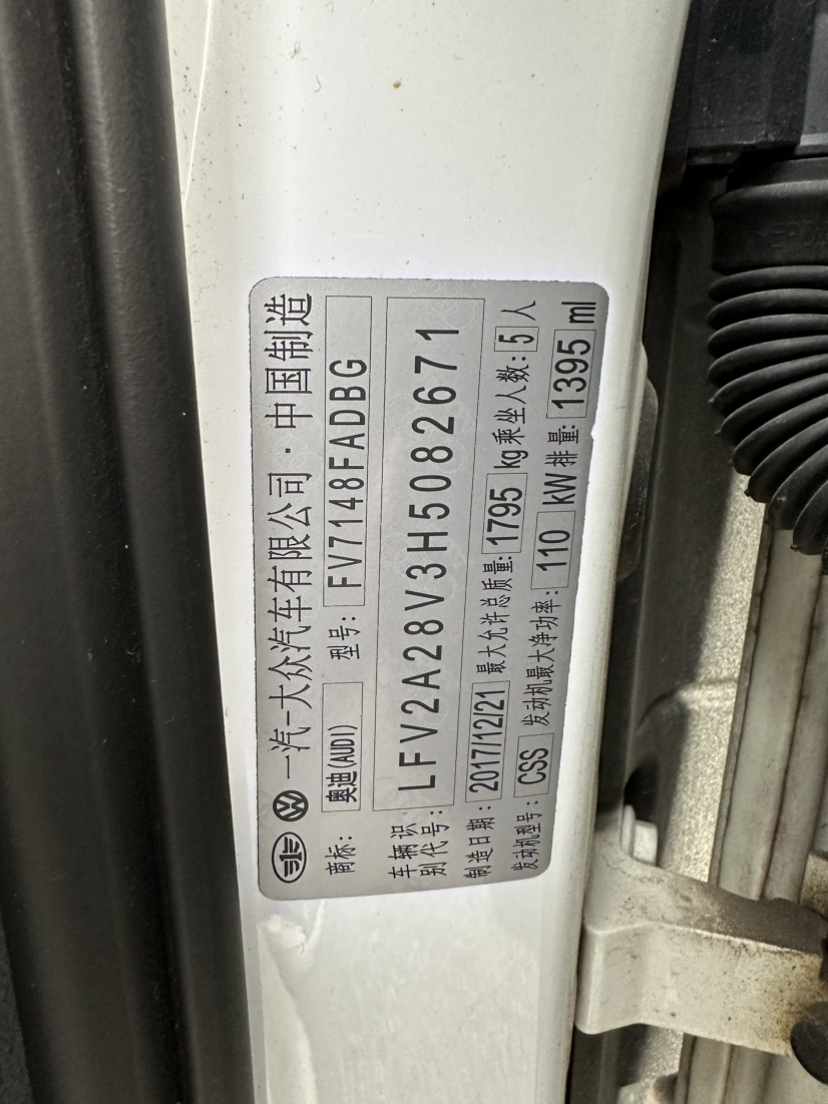 一汽-大众汽车有限公司·中国制造
商标: 奥迪(AUDI) 型号: FV7148FADBG
车辆识别代号: LFV2A28V3H5082671
制造日期: 2017/12/21 最大允许总质量: 1795 kg 乘坐人数: 5 人
发动机型号: CSS 发动机最大净功率: 110 kW 排量: 1395 ml